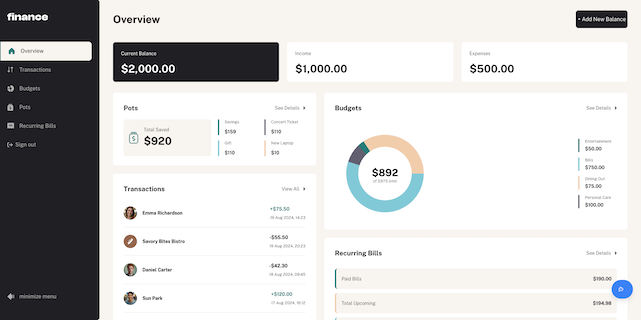 finance
Overview
Transactions
Budgets
Pots
Recurring Bills
Sign out
minimize menu
Overview
+ Add New Balance
Current Balance
$2,000.00
Income
$1,000.00
Expenses
$500.00
Pots
See Details
Total Saved
$920
Savings
$159
Concert Ticket
$110
Gift
$110
New Laptop
$10
Transactions
View All
Emma Richardson
+$75.50
19 Aug 2024, 14:23
Savory Bites Bistro
-$55.50
19 Aug 2024, 20:23
Daniel Carter
-$42.30
18 Aug 2024, 09:45
Sun Park
+$120.00
17 Aug 2024, 16:12
Budgets
See Details
$892
of $975 limit
Entertainment
$50.00
Bills
$750.00
Dining Out
$75.00
Personal Care
$100.00
Recurring Bills
See Details
Paid Bills
$190.00
Total Upcoming
$194.98